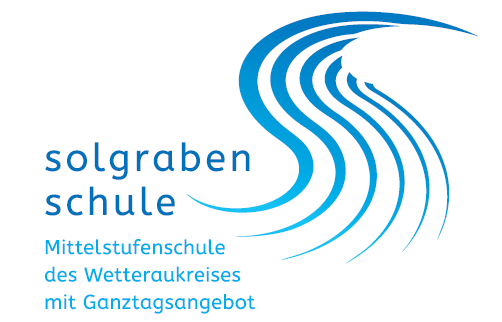 solgraben
schule
Mittelstufenschule
des Wetteraukreises
mit Ganztagsangebot